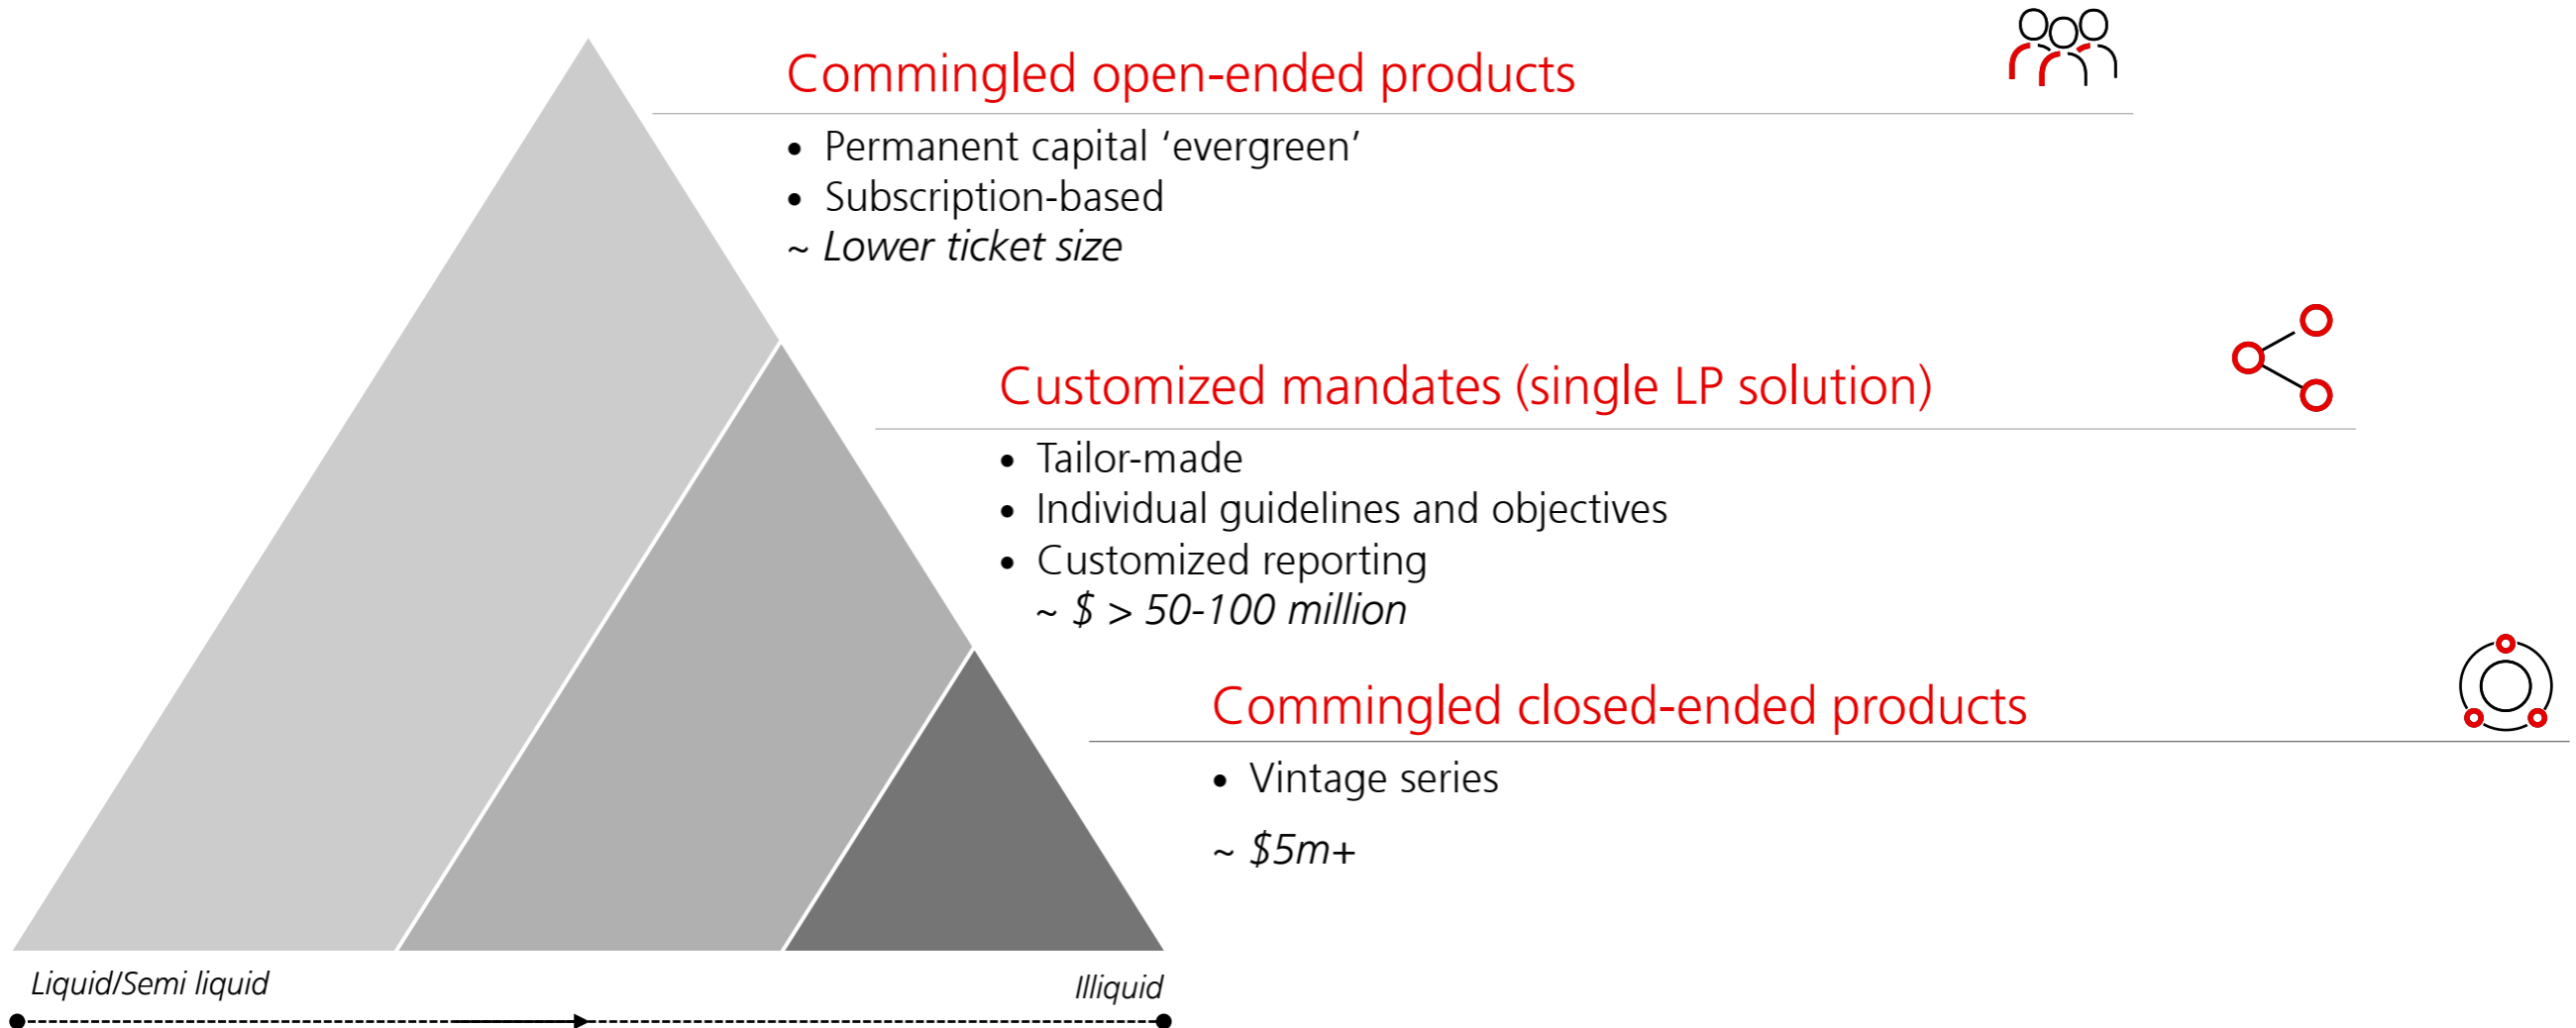 Commingled open-ended products
• Permanent capital ‘evergreen’
• Subscription-based
~ Lower ticket size
Customized mandates (single LP solution)
• Tailor-made
• Individual guidelines and objectives
• Customized reporting
~ $ > 50-100 million
Commingled closed-ended products
• Vintage series
~ $5m+
Liquid/Semi liquid
Illiquid